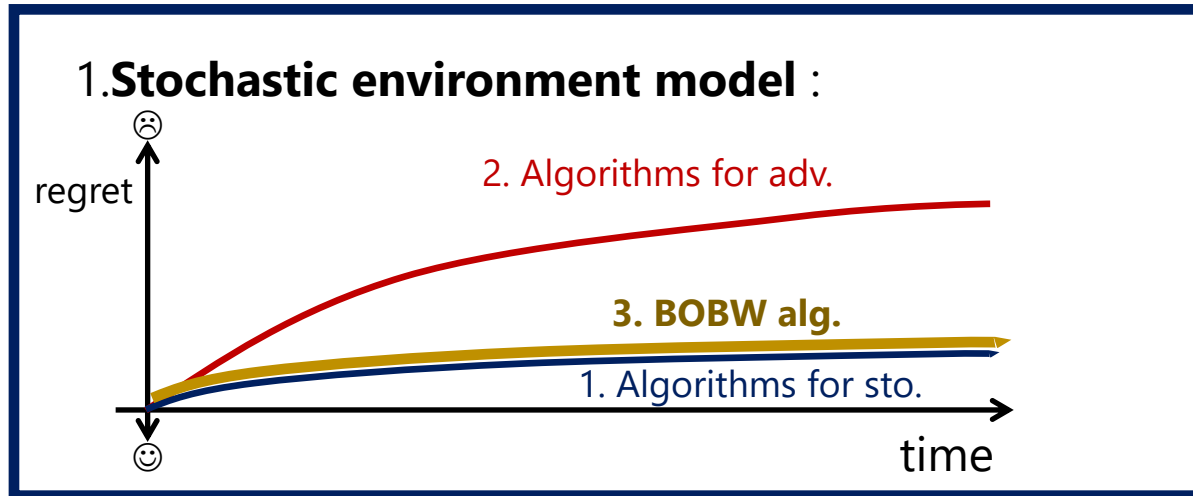 1.Stochastic environment model :
regret
2. Algorithms for adv.
3. BOBW alg.
1. Algorithms for sto.
time